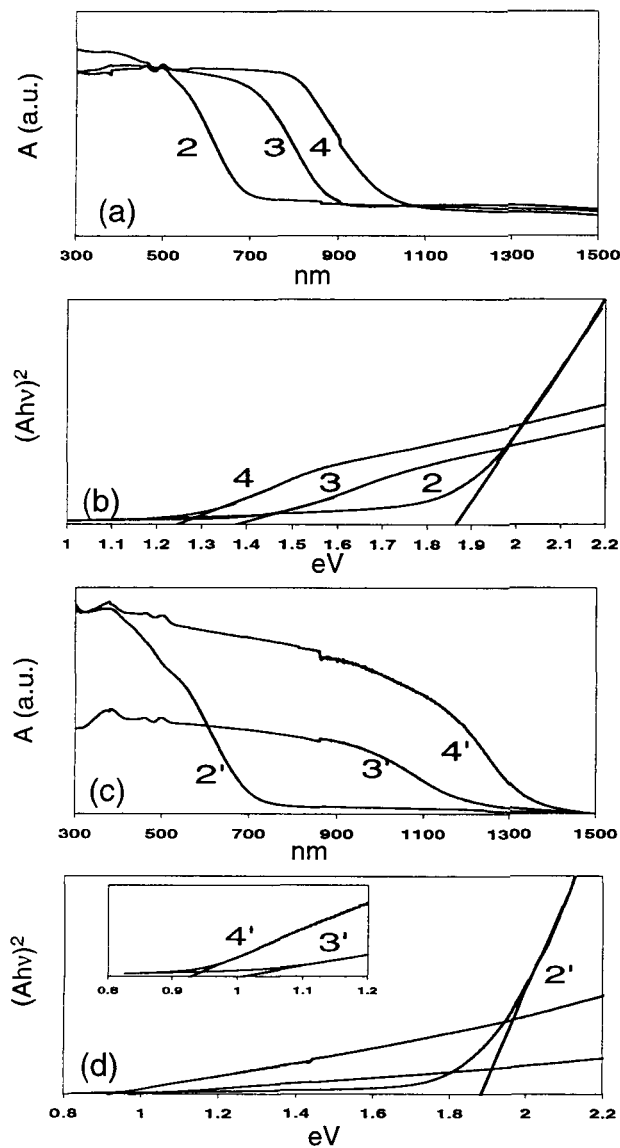 A (a.u.)
2
3
4
(a)
300 500 700 900 1100 1300 1500
nm
(Ahν)²
4
3
2
(b)
1 1.1 1.2 1.3 1.4 1.5 1.6 1.7 1.8 1.9 2 2.1 2.2
eV
A (a.u.)
2'
3'
4'
(c)
300 500 700 900 1100 1300 1500
nm
(Ahν)²
4'
3'
0.8 0.9 1 1.1 1.2
2'
(d)
0.8 1 1.2 1.4 1.6 1.8 2 2.2
eV